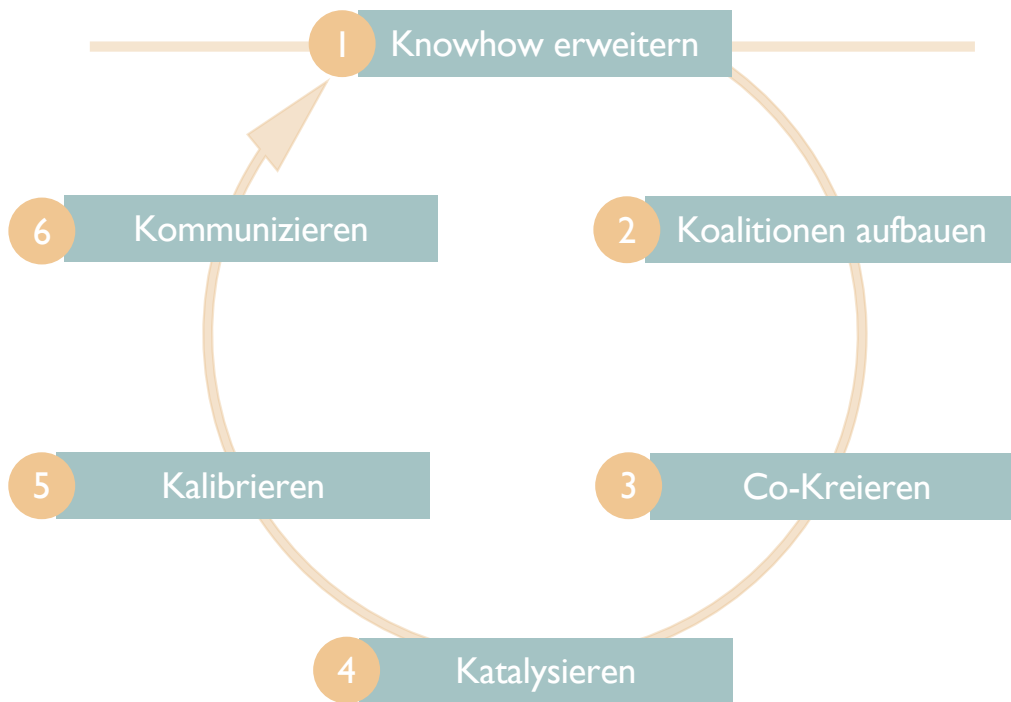 1 Knowhow erweitern
2 Koalitionen aufbauen
3 Co-Kreieren
4 Katalysieren
5 Kalibrieren
6 Kommunizieren